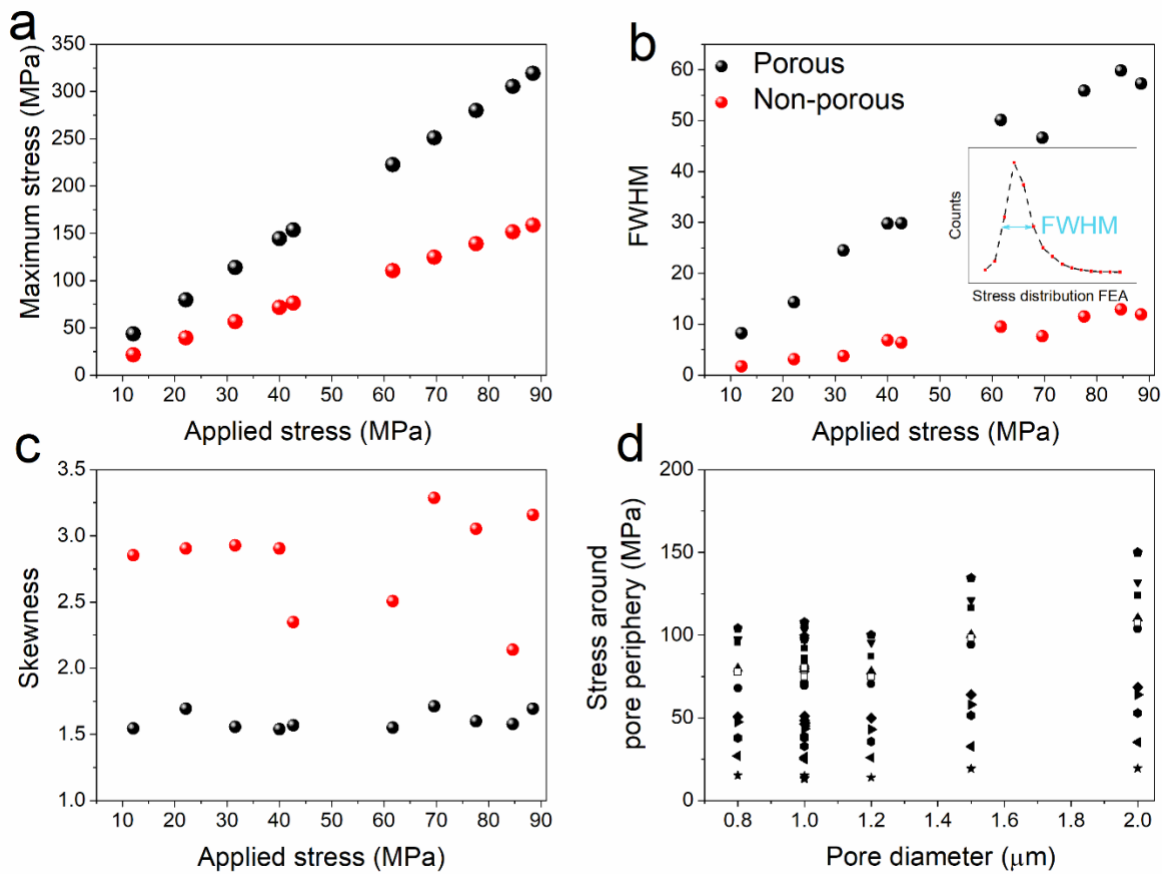 a
Maximum stress (MPa)
350
300
250
200
150
100
50
0
10 20 30 40 50 60 70 80 90
Applied stress (MPa)
b
Porous
Non-porous
FWHM
60
50
40
30
20
10
0
10 20 30 40 50 60 70 80 90
Applied stress (MPa)
Counts
FWHM
Stress distribution FEA
c
Skewness
3.5
3.0
2.5
2.0
1.5
1.0
10 20 30 40 50 60 70 80 90
Applied stress (MPa)
d
Stress around
pore periphery (MPa)
200
150
100
50
0
0.8 1.0 1.2 1.4 1.6 1.8 2.0
Pore diameter (μm)